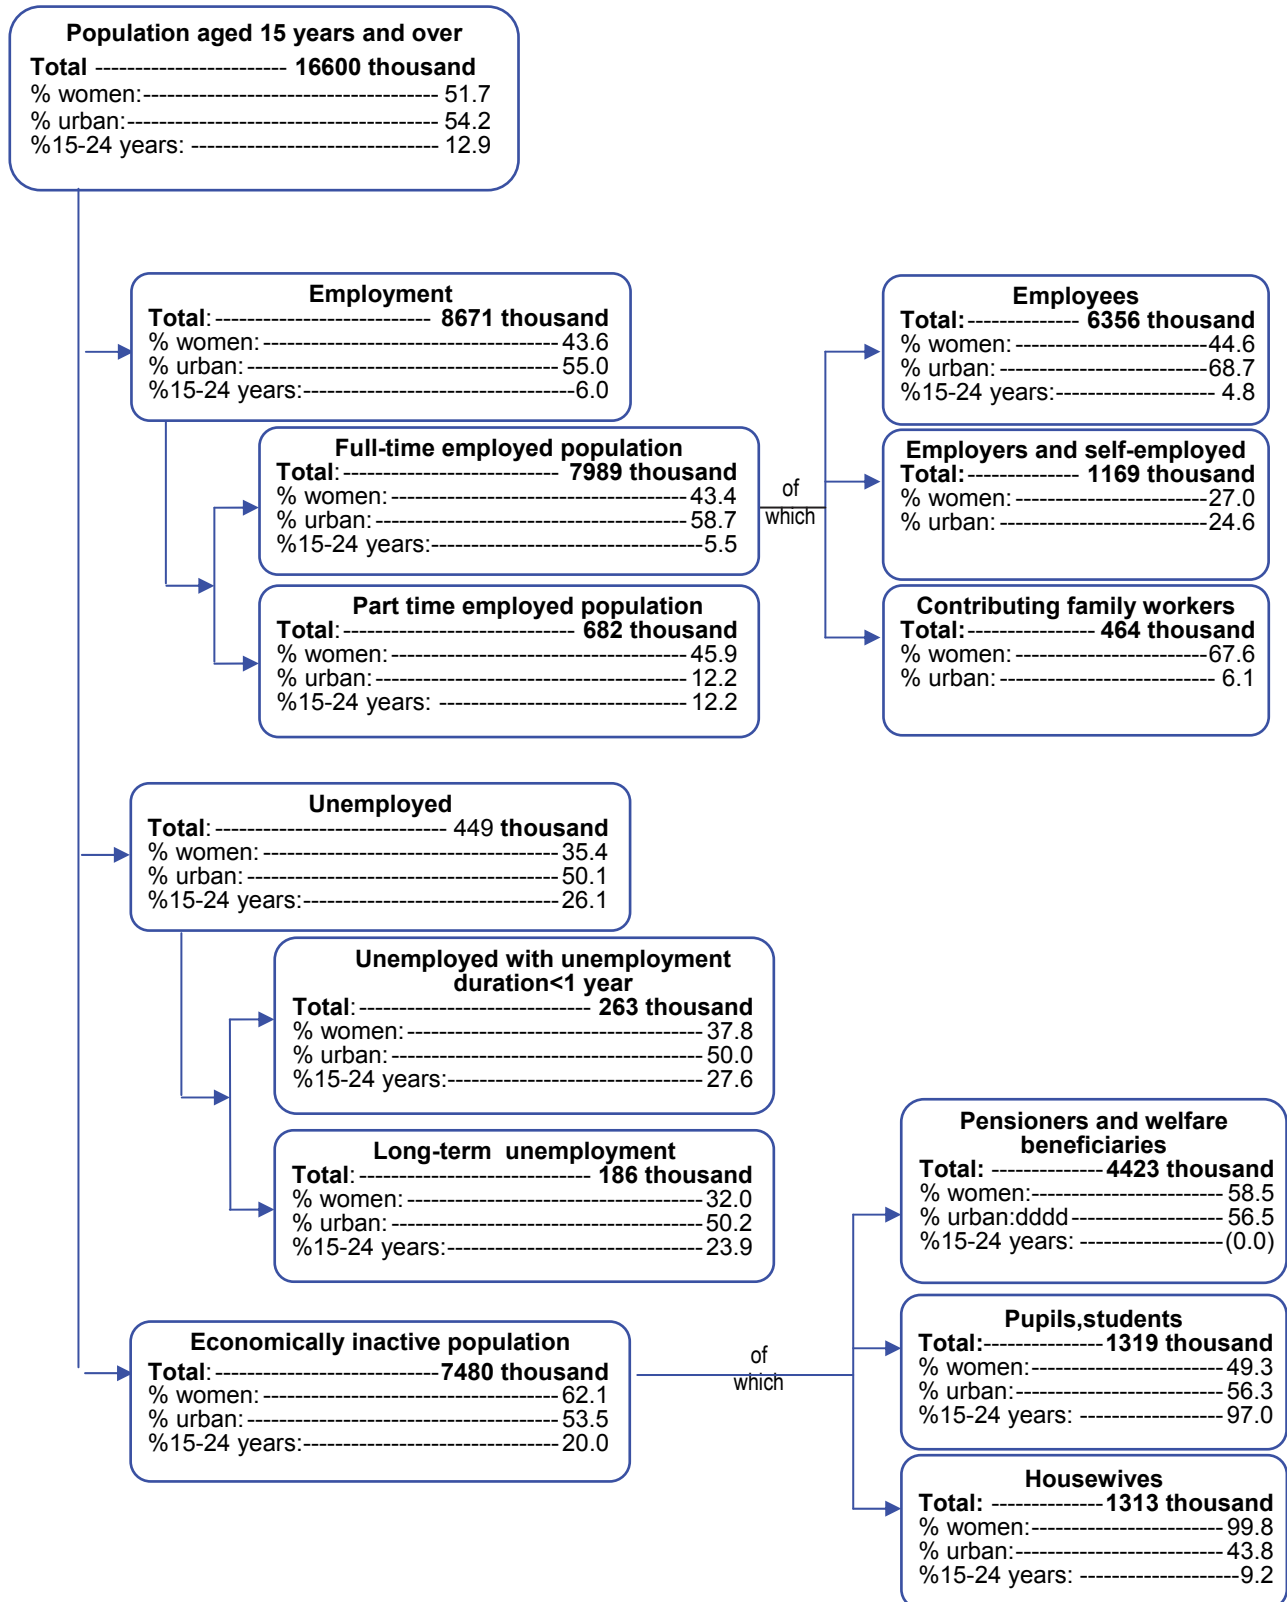 Population aged 15 years and over
Total ------------------------ 16600 thousand
% women:------------------------------------- 51.7
% urban:--------------------------------------- 54.2
%15-24 years: ------------------------------- 12.9
Employment
Total:--------------------------- 8671 thousand
% women:------------------------------------- 43.6
% urban:--------------------------------------- 55.0
%15-24 years:--------------------------------6.0
Full-time employed population
Total: --------------------------- 7989 thousand
% women:-------------------------------------43.4
% urban:--------------------------------------- 58.7
%15-24 years:----------------------------------5.5
Part time employed population
Total:----------------------------- 682 thousand
% women:-------------------------------------45.9
% urban: --------------------------------------12.2
%15-24 years: ------------------------------- 12.2
of
which
Employees
Total:-------------- 6356 thousand
% women:------------------------44.6
% urban:--------------------------68.7
%15-24 years:-------------------- 4.8
Employers and self-employed
Total:-------------- 1169 thousand
% women:------------------------27.0
% urban:--------------------------24.6
Contributing family workers
Total:---------------- 464 thousand
% women:------------------------67.6
% urban:---------------------------- 6.1
Unemployed
Total:----------------------------- 449 thousand
% women:------------------------------------- 35.4
% urban:--------------------------------------- 50.1
%15-24 years:-------------------------------- 26.1
Unemployed with unemployment
duration<1 year
Total:----------------------------- 263 thousand
% women:------------------------------------- 37.8
% urban:--------------------------------------- 50.0
%15-24 years:-------------------------------- 27.6
Long-term unemployment
Total:----------------------------- 186 thousand
% women:------------------------------------- 32.0
% urban:--------------------------------------- 50.2
%15-24 years:-------------------------------- 23.9
Economically inactive population
Total:----------------------------7480 thousand
% women:------------------------------------- 62.1
% urban:--------------------------------------- 53.5
%15-24 years:-------------------------------- 20.0
of
which
Pensioners and welfare
beneficiaries
Total: --------------4423 thousand
% women:------------------------ 58.5
% urban:dddd------------------- 56.5
%15-24 years: ------------------(0.0)
Pupils,students
Total:---------------1319 thousand
% women:------------------------ 49.3
% urban:-------------------------- 56.3
%15-24 years: ------------------ 97.0
Housewives
Total: --------------1313 thousand
% women:------------------------ 99.8
% urban:-------------------------- 43.8
%15-24 years: --------------------9.2